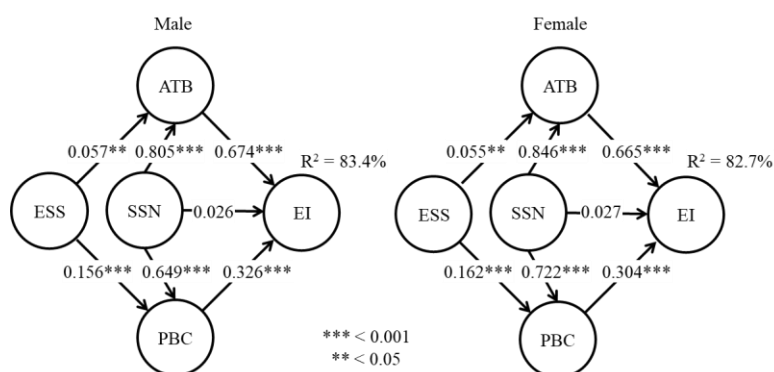 Male
Female
ATB
ATB
0.057** 0.805*** 0.674***
R² = 83.4%
0.055** 0.846*** 0.665***
R² = 82.7%
ESS
SSN
0.026
EI
ESS
SSN
0.027
EI
0.156*** 0.649*** 0.326***
0.162*** 0.722*** 0.304***
PBC
PBC
*** < 0.001
** < 0.05